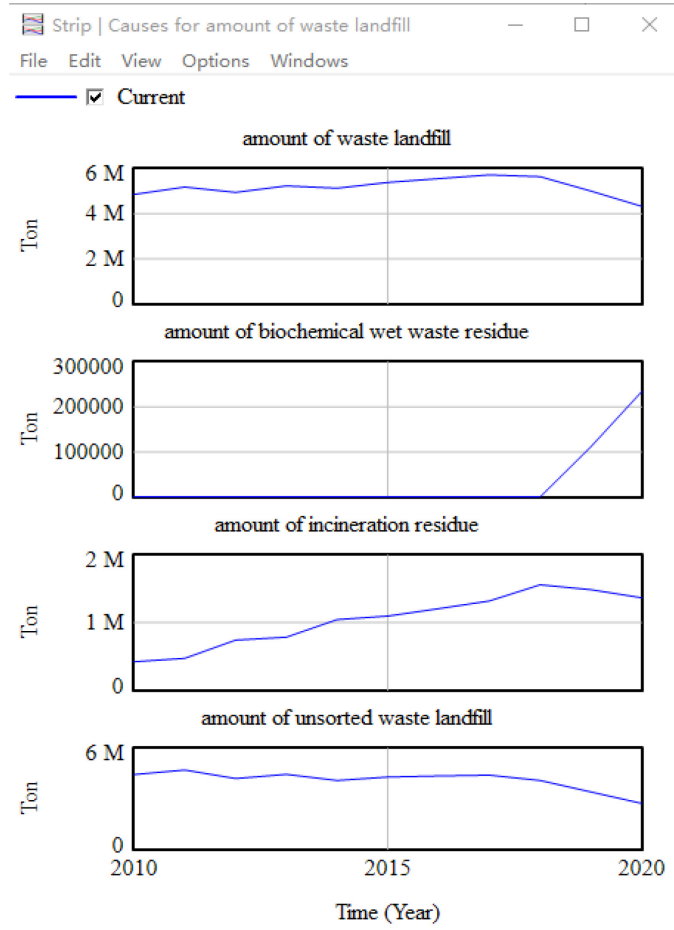 Strip | Causes for amount of waste landfill
File Edit View Options Windows
Current
amount of waste landfill
6 M
4 M
2 M
0
Ton
amount of biochemical wet waste residue
300000
200000
100000
0
Ton
amount of incineration residue
2 M
1 M
0
Ton
amount of unsorted waste landfill
6 M
0
Ton
2010 2015 2020
Time (Year)